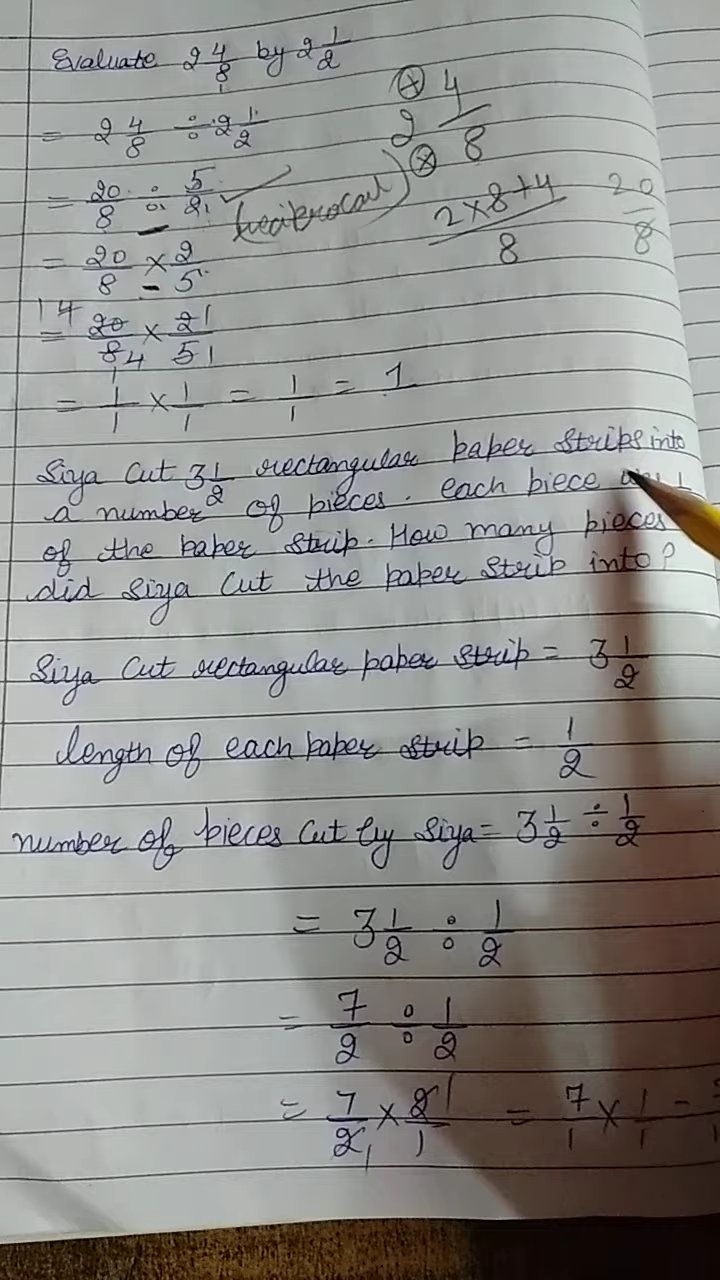 Evaluate 2 4/8 by 2 1/2
= 2 4/8 ÷ 2 1/2
= 20/8 ÷ 5/2
= 20/8 × 2/5
= 20/8 × 2/5
= 1/1 × 1/1 = 1/1 = 1
2 4/8
(2×8+4)/8 20/8
Siya cut 3 1/2 rectangular paper strips into
a number of pieces. each piece
of the paper strip. How many pieces
did Siya cut the paper strip into?
Siya cut rectangular paper strip = 3 1/2
length of each paper strip = 1/2
number of pieces cut by Siya = 3 1/2 ÷ 1/2
= 3 1/2 ÷ 1/2
= 7/2 ÷ 1/2
= 7/2 × 2/1 = 7/1 × 1/1 =